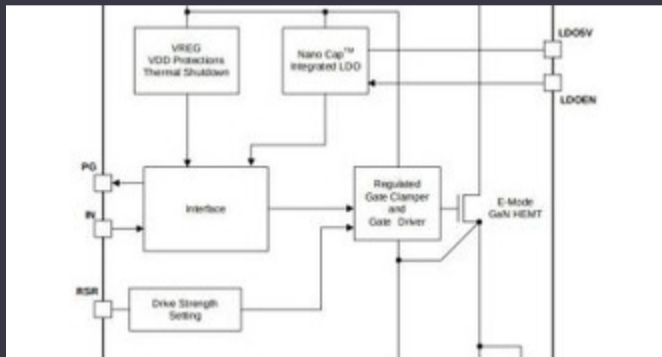 VREG
VDD Protections
Thermal Shutdown
Nano Cap™
Integrated LDO
LDO5V
LDOEN
PG
IN
Interface
Regulated
Gate Clamper
and
Gate Driver
E-Mode
GaN HEMT
RSR
Drive Strength
Setting